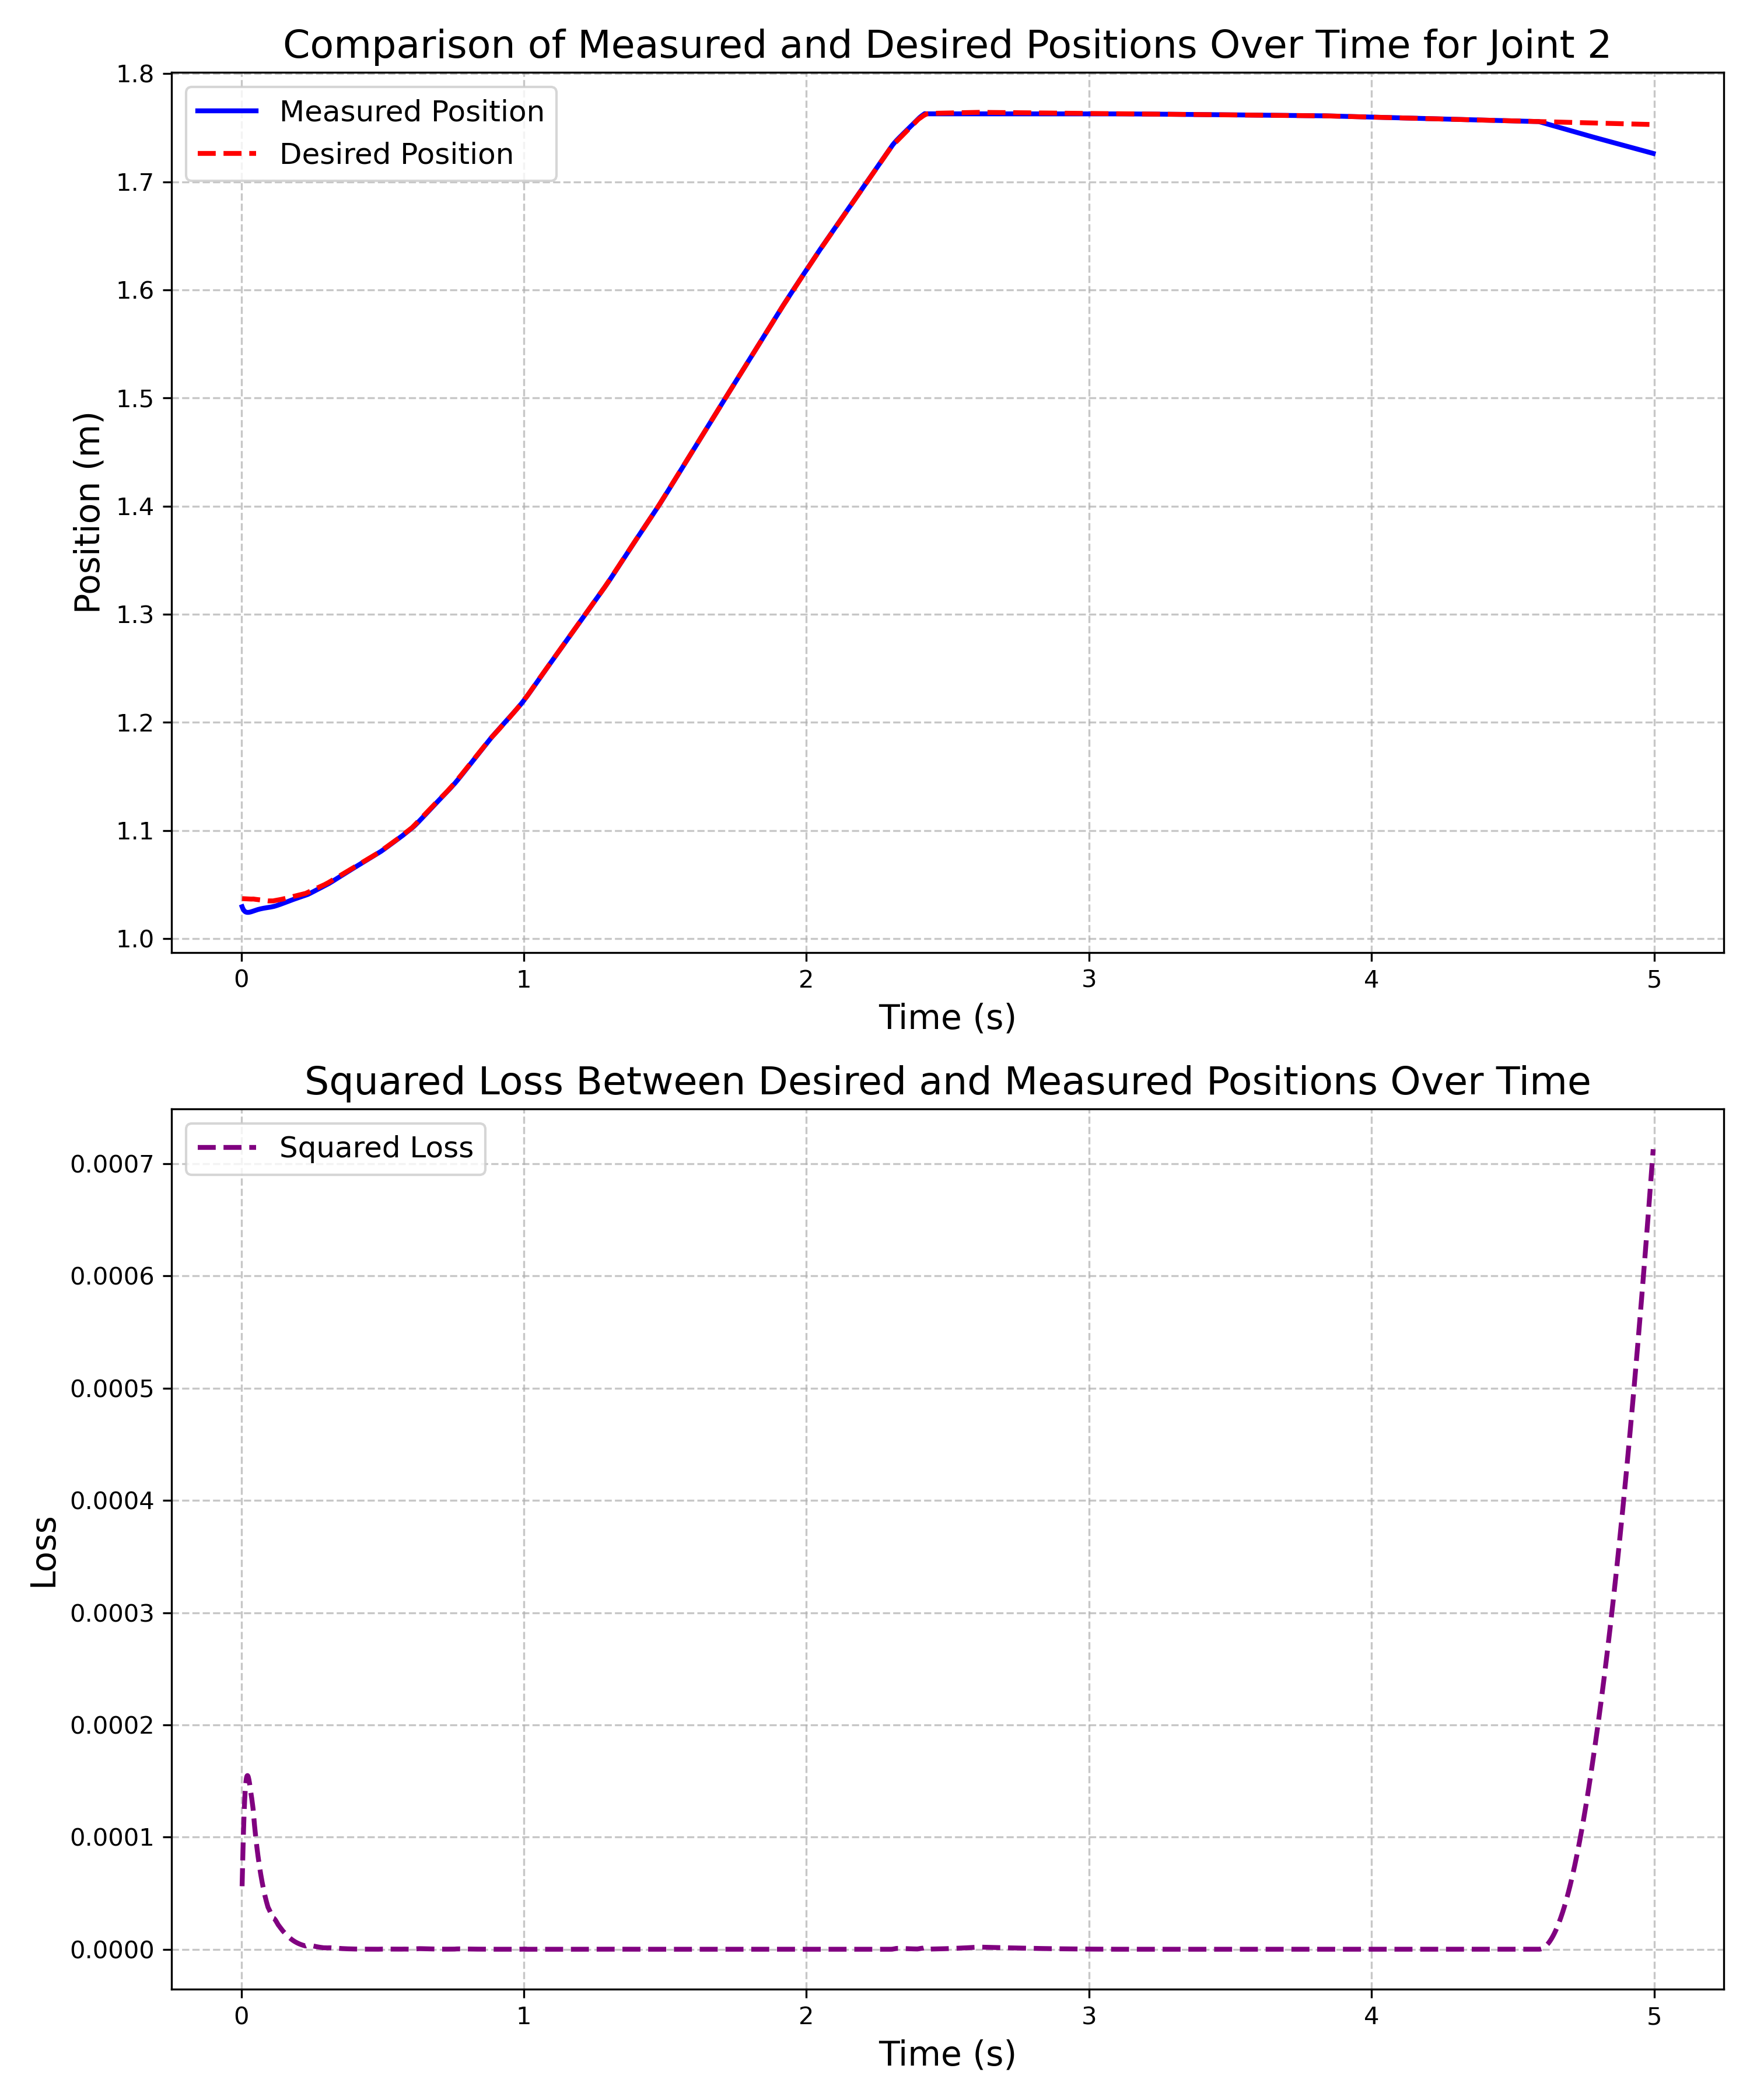 Comparison of Measured and Desired Positions Over Time for Joint 2
Measured Position
Desired Position
Position (m)
1.8
1.7
1.6
1.5
1.4
1.3
1.2
1.1
1.0
0 1 2 3 4 5
Time (s)
Squared Loss Between Desired and Measured Positions Over Time
Squared Loss
Loss
0.0007
0.0006
0.0005
0.0004
0.0003
0.0002
0.0001
0.0000
0 1 2 3 4 5
Time (s)